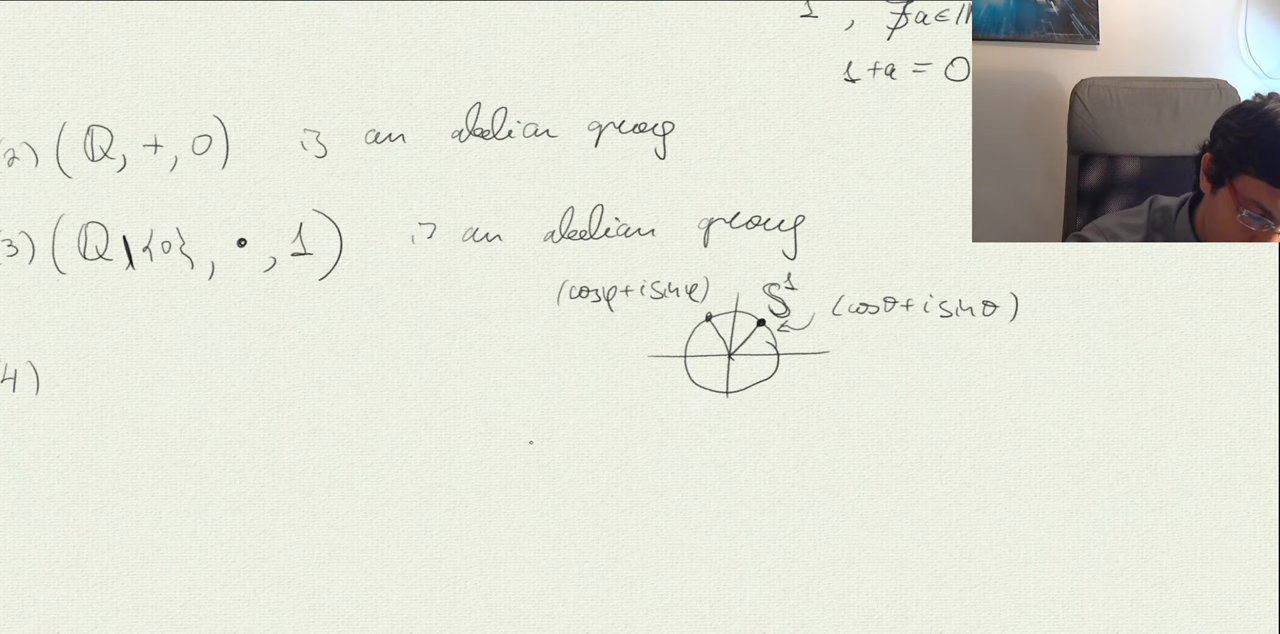 1 , ∄a∈
1+a = 0
2) (ℚ, +, 0) is an abelian group
3) (ℚ\{0}, •, 1) is an abelian group
(cosφ+isinφ) S¹ (cosθ+isinθ)
4)